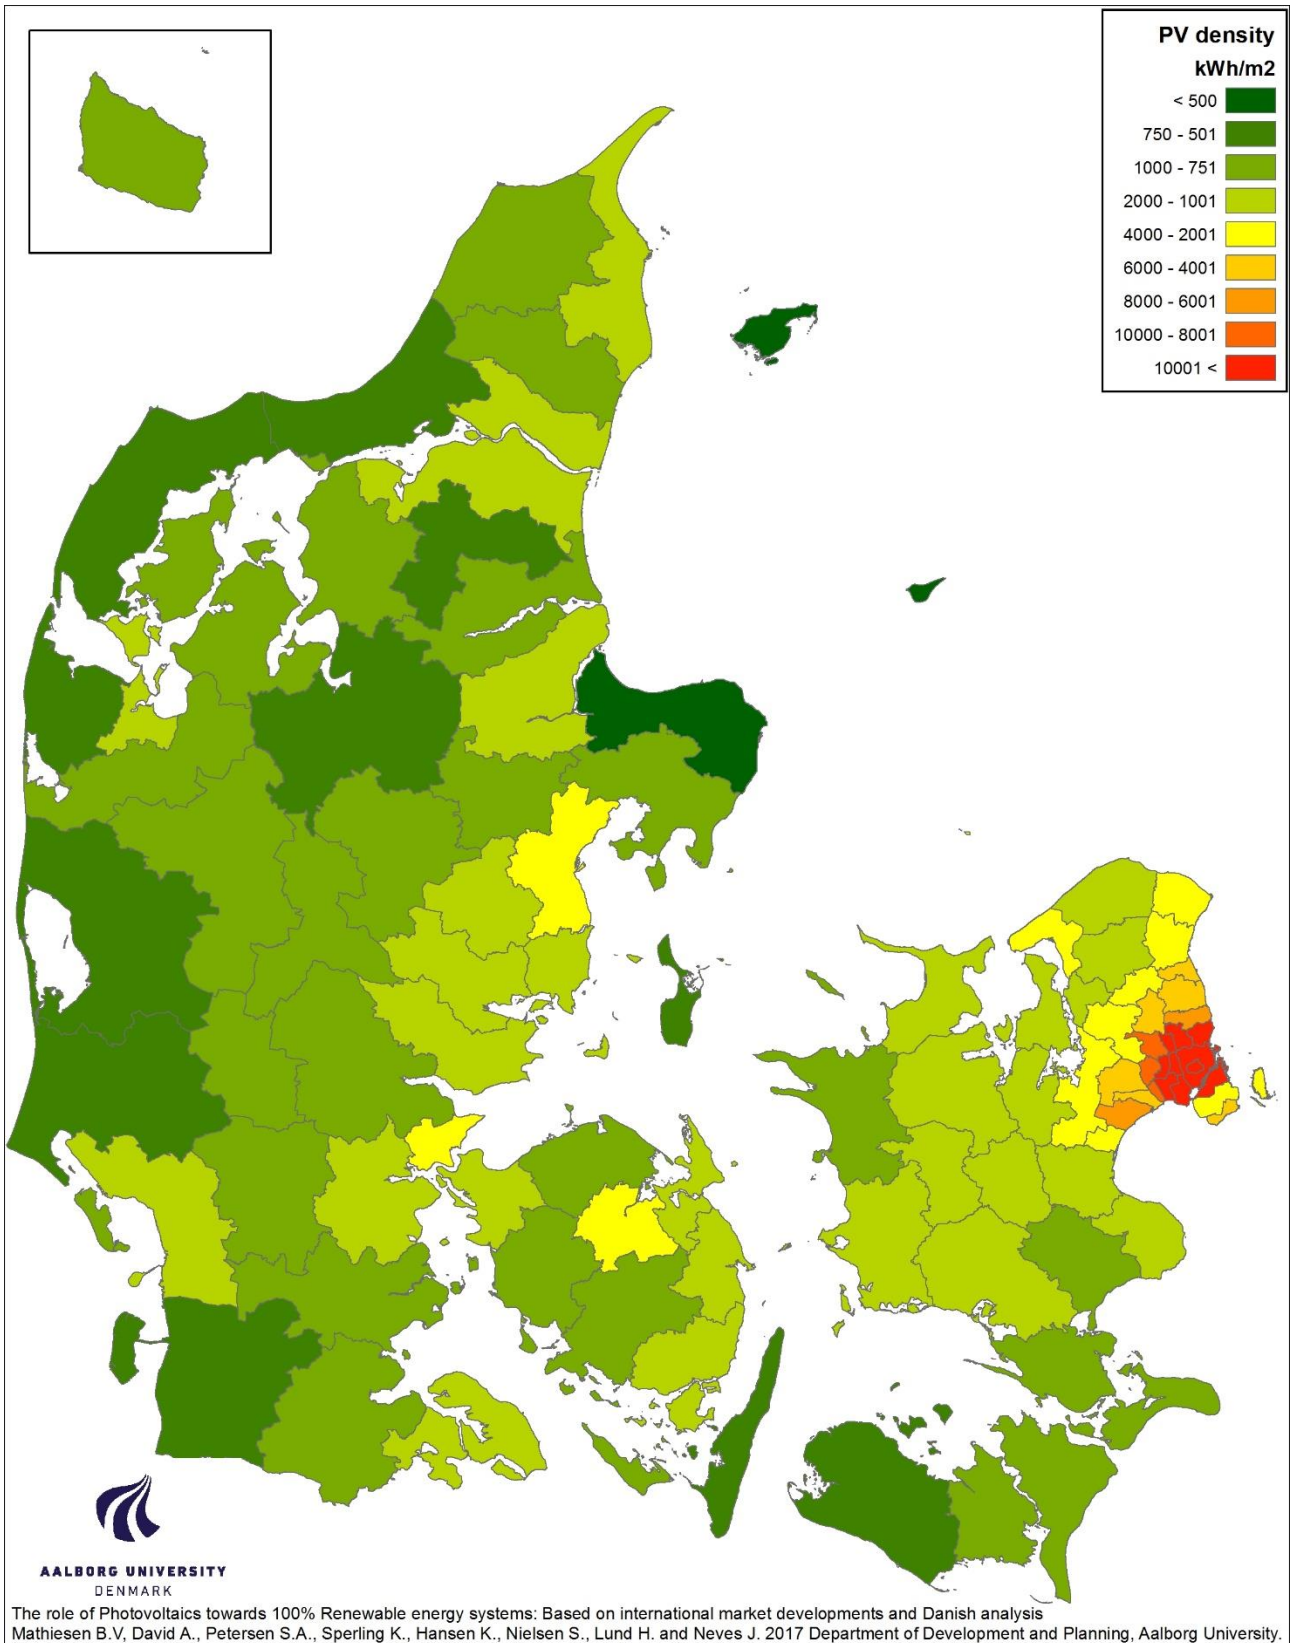 PV density
kWh/m2
< 500
750 - 501
1000 - 751
2000 - 1001
4000 - 2001
6000 - 4001
8000 - 6001
10000 - 8001
10001 <
AALBORG UNIVERSITY
DENMARK
The role of Photovoltaics towards 100% Renewable energy systems: Based on international market developments and Danish analysis
Mathiesen B.V, David A., Petersen S.A., Sperling K., Hansen K., Nielsen S., Lund H. and Neves J. 2017 Department of Development and Planning, Aalborg University.